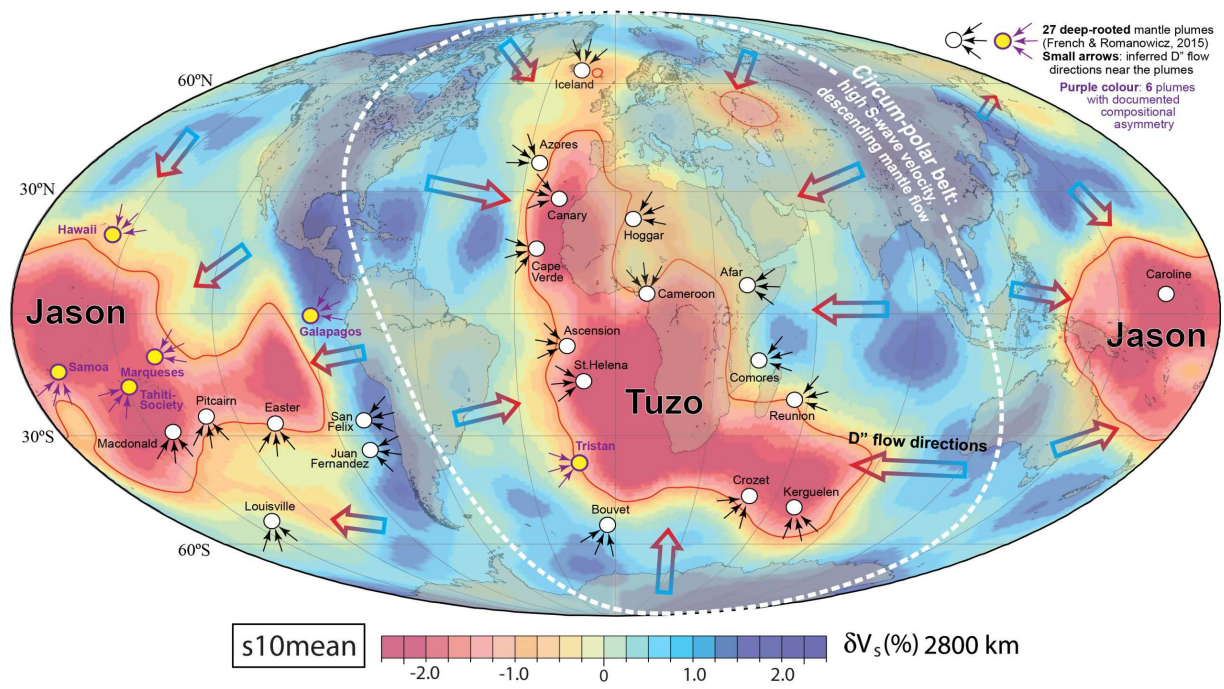 27 deep-rooted mantle plumes
(French & Romanowicz, 2015)
Small arrows: inferred D" flow
directions near the plumes
Purple colour: 6 plumes
with documented
compositional
asymmetry
60ºN
30ºN
30ºS
60ºS
Circum-polar belt:
high S-wave velocity,
descending mantle flow
Iceland
Azores
Canary
Hoggar
Hawaii
Cape
Verde
Afar
Cameroon
Caroline
Jason
Galapagos
Jason
Ascension
Marqueses
Samoa
Comores
St.Helena
Tahiti-
Society
Tuzo
Pitcairn
Easter
Reunion
San
Felix
Macdonald
Juan
Fernandez
Tristan
D" flow directions
Crozet
Kerguelen
Louisville
Bouvet
s10mean
-2.0 -1.0 0 1.0 2.0
δVs(%) 2800 km